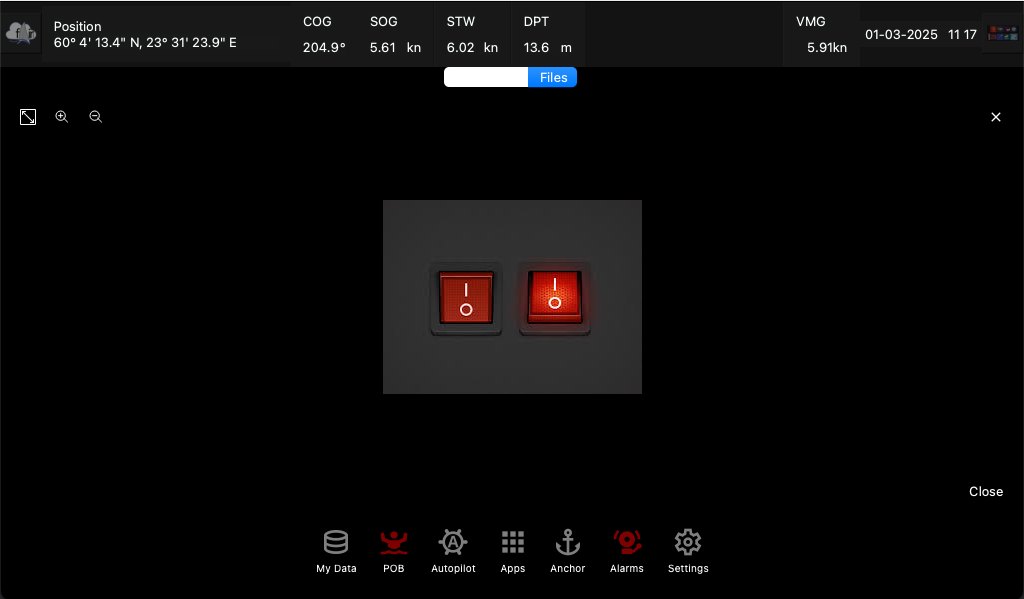 Position
60° 4' 13.4" N, 23° 31' 23.9" E
COG
204.9°
SOG
5.61 kn
STW
6.02 kn
DPT
13.6 m
VMG
5.91kn
01-03-2025 11 17
Files
Close
My Data
POB
Autopilot
Apps
Anchor
Alarms
Settings